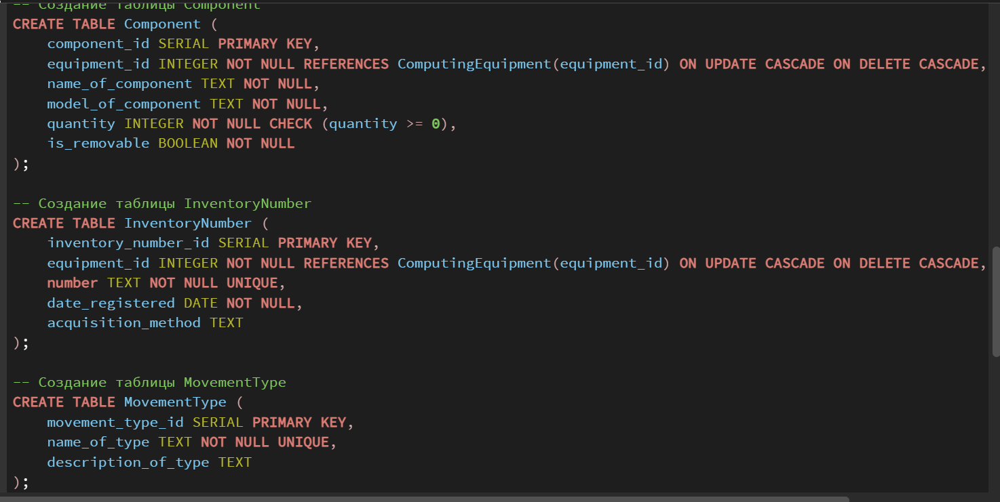 -- Создание таблицы Component
CREATE TABLE Component (
    component_id SERIAL PRIMARY KEY,
    equipment_id INTEGER NOT NULL REFERENCES ComputingEquipment(equipment_id) ON UPDATE CASCADE ON DELETE CASCADE,
    name_of_component TEXT NOT NULL,
    model_of_component TEXT NOT NULL,
    quantity INTEGER NOT NULL CHECK (quantity >= 0),
    is_removable BOOLEAN NOT NULL
);
-- Создание таблицы InventoryNumber
CREATE TABLE InventoryNumber (
    inventory_number_id SERIAL PRIMARY KEY,
    equipment_id INTEGER NOT NULL REFERENCES ComputingEquipment(equipment_id) ON UPDATE CASCADE ON DELETE CASCADE,
    number TEXT NOT NULL UNIQUE,
    date_registered DATE NOT NULL,
    acquisition_method TEXT
);
-- Создание таблицы MovementType
CREATE TABLE MovementType (
    movement_type_id SERIAL PRIMARY KEY,
    name_of_type TEXT NOT NULL UNIQUE,
    description_of_type TEXT
);